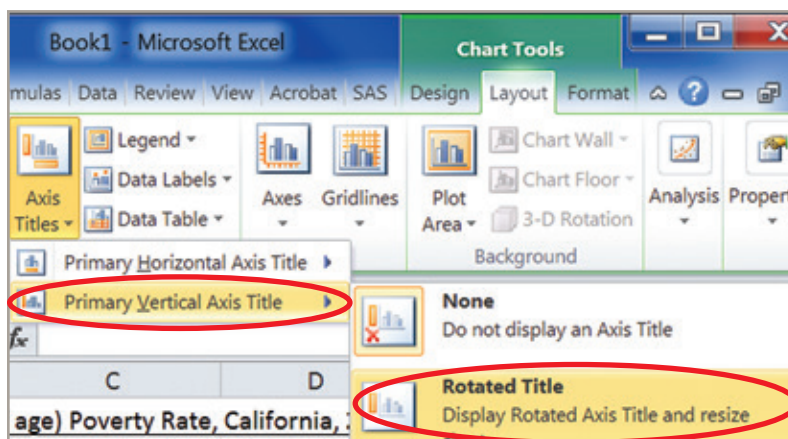 Book1 - Microsoft Excel
Chart Tools
mulas Data Review View Acrobat SAS Design Layout Format
Legend
Data Labels
Data Table
Axis
Titles
Axes
Gridlines
Plot
Area
Chart Wall
Chart Floor
3-D Rotation
Analysis
Propert
Background
Primary Horizontal Axis Title
Primary Vertical Axis Title
None
Do not display an Axis Title
Rotated Title
Display Rotated Axis Title and resize
fx
C D
age) Poverty Rate, California,